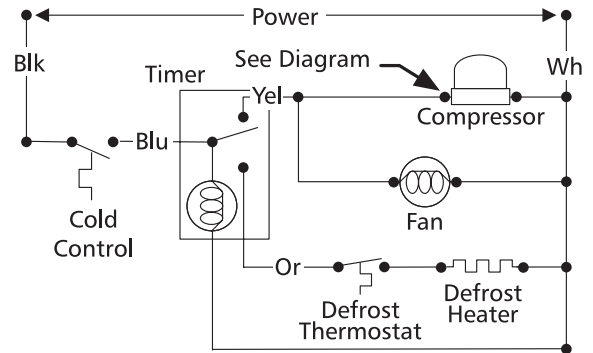 Power
Blk
Wh
See Diagram
Timer
Yel
Compressor
Blu
Cold
Control
Fan
Or
Defrost
Thermostat
Defrost
Heater